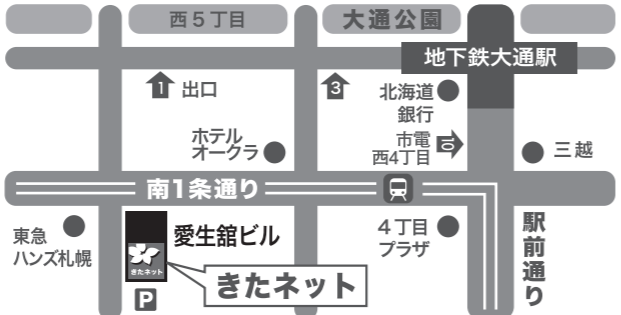 西5丁目
大通公園
地下鉄大通駅
1
出口
3
北海道
銀行
ホテル
オークラ
市電
西4丁目
10
三越
南1条通り
東急
ハンズ札幌
愛生舘ビル
きたネット
P
きたネット
4丁目
プラザ
駅前通り